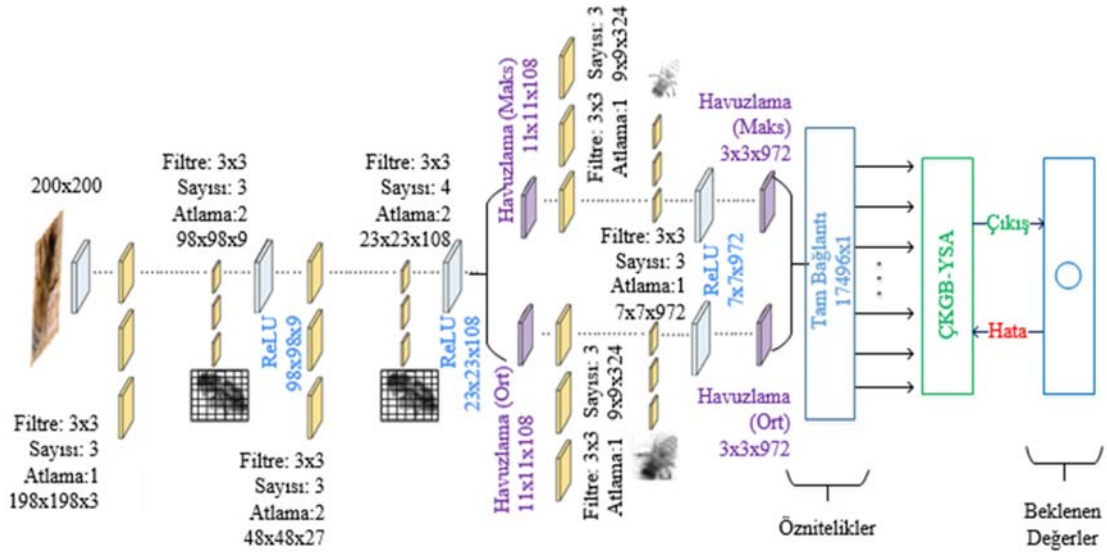 200x200
Filtre: 3x3
Sayısı: 3
Atlama:1
198x198x3
Filtre: 3x3
Sayısı: 3
Atlama:2
98x98x9
ReLU
98x98x9
Filtre: 3x3
Sayısı: 3
Atlama:2
48x48x27
Filtre: 3x3
Sayısı: 4
Atlama:2
23x23x108
ReLU
23x23x108
Havuzlama (Maks)
11x11x108
Filtre: 3x3 Sayısı: 3
Atlama:1 9x9x324
Havuzlama (Ort)
11x11x108
Filtre: 3x3 Sayısı: 3
Atlama:1 9x9x324
Filtre: 3x3
Sayısı: 3
Atlama:1
7x7x972
ReLU
7x7x972
Havuzlama
(Maks)
3x3x972
Havuzlama
(Ort)
3x3x972
Tam Bağlantı
17496x1
Öznitelikler
ÇKGB-YSA
Çıkış
Hata
Beklenen
Değerler